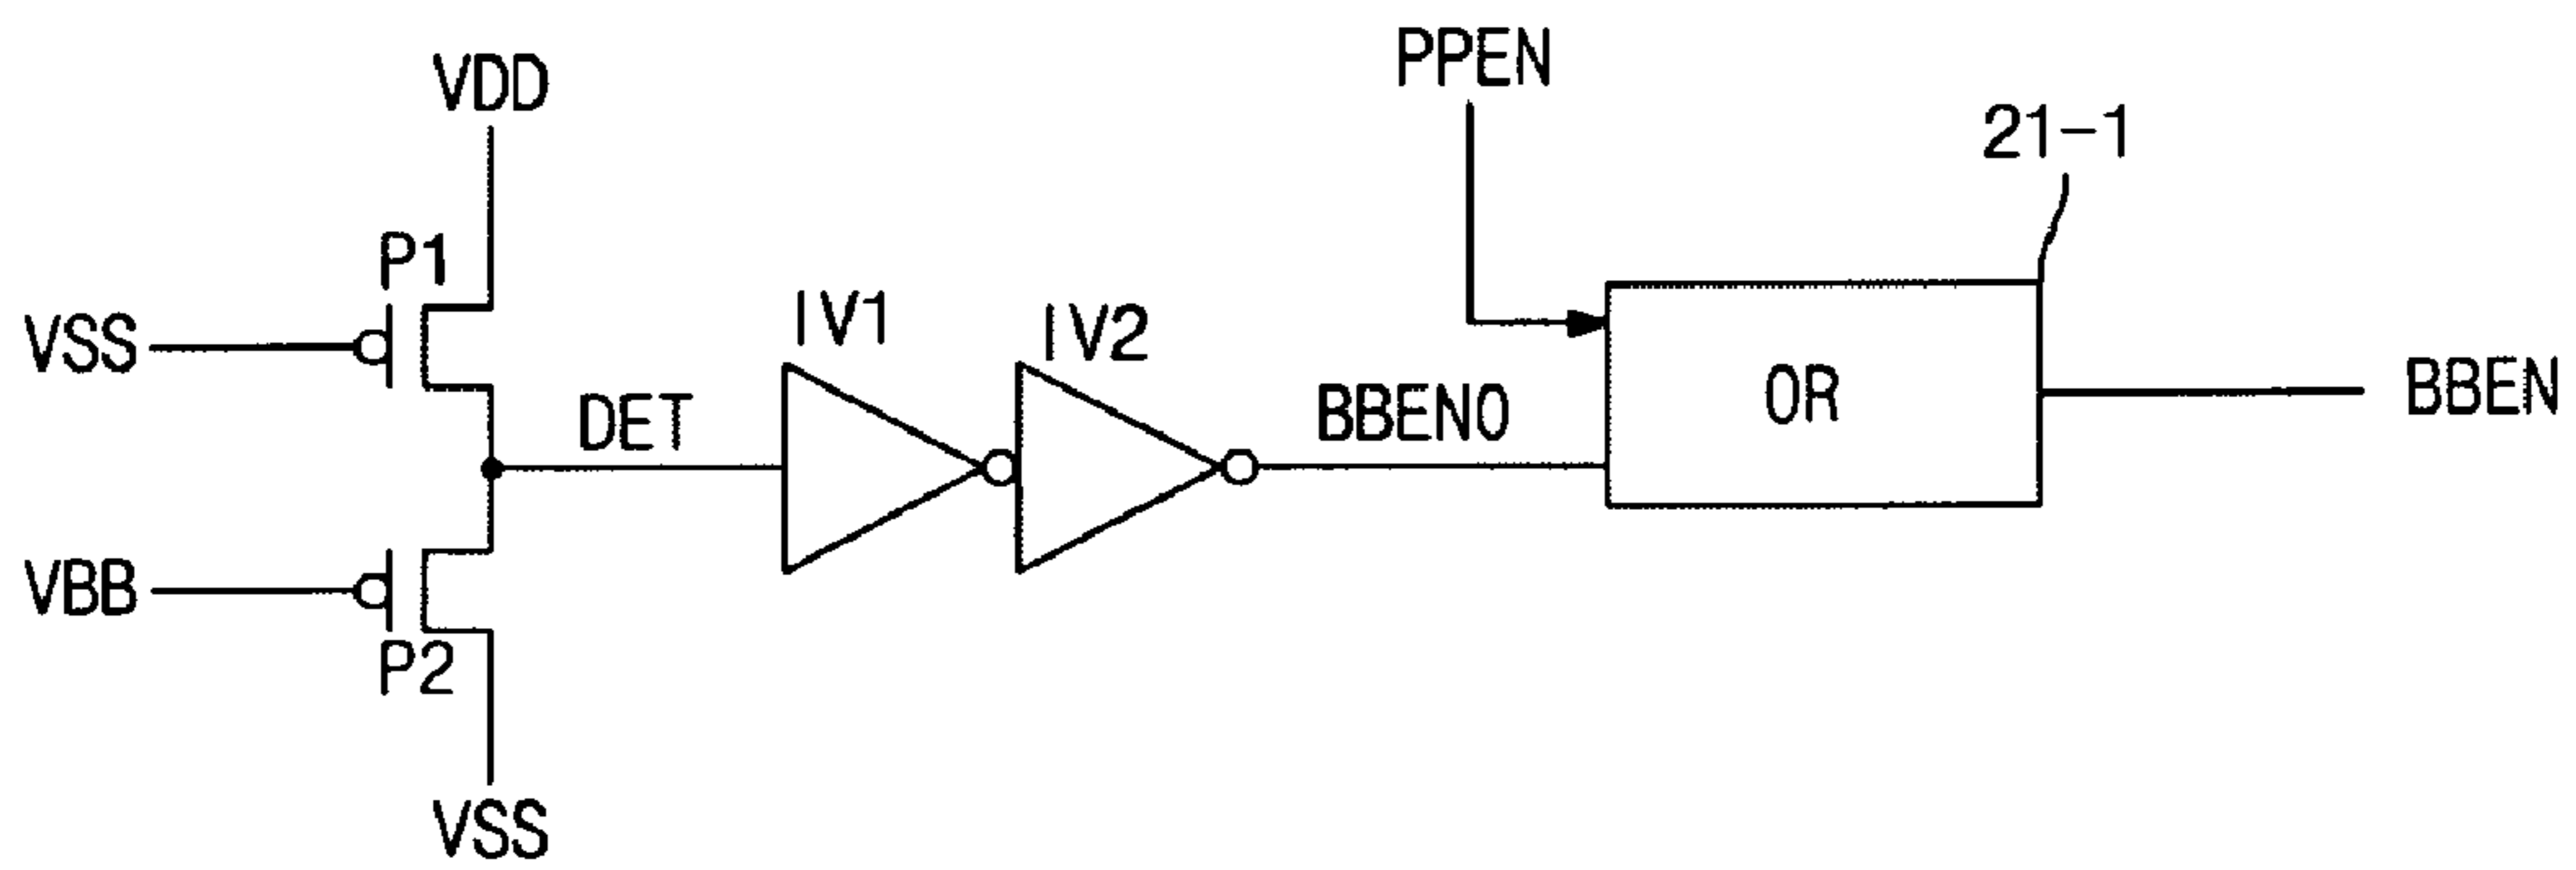 PPEN
VDD
21-1
P1
IV1
IV2
VSS
OR
BBEN
DET
BBEN0
VBB
P2
VSS